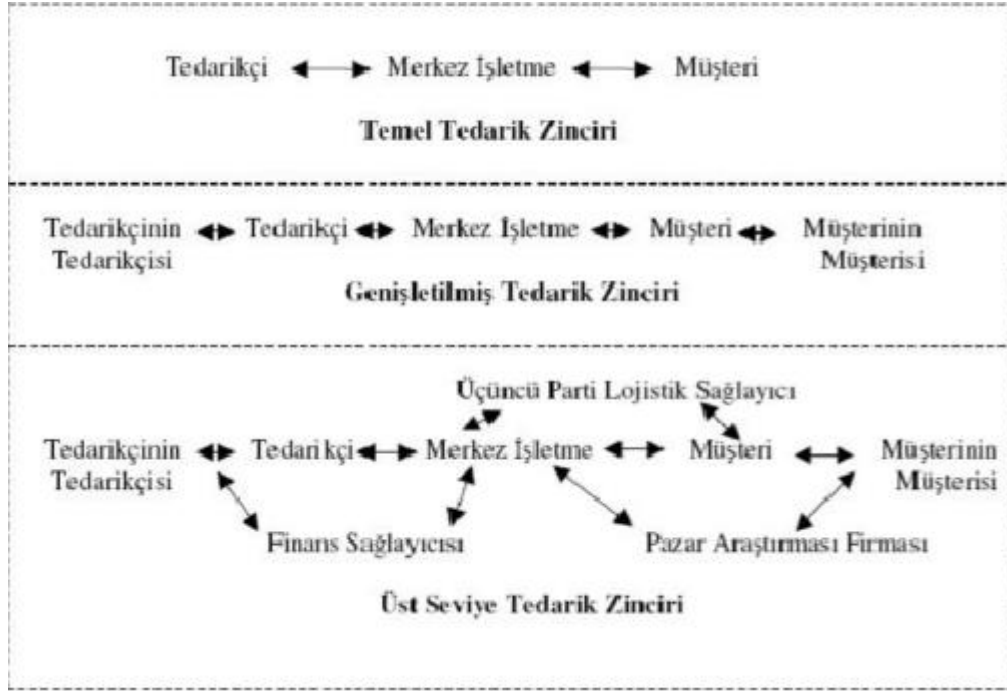 Tedarikçi Merkez İşletme Müşteri
Temel Tedarik Zinciri
Tedarikçinin Tedarikçi Merkez İşletme Müşteri Müşterinin
Tedarikçisi Müşterisi
Genişletilmiş Tedarik Zinciri
Üçüncü Parti Lojistik Sağlayıcı
Tedarikçinin Tedarikçi Merkez İşletme Müşteri Müşterinin
Tedarikçisi Müşterisi
Finans Sağlayıcısı Pazar Araştırması Firması
Üst Seviye Tedarik Zinciri